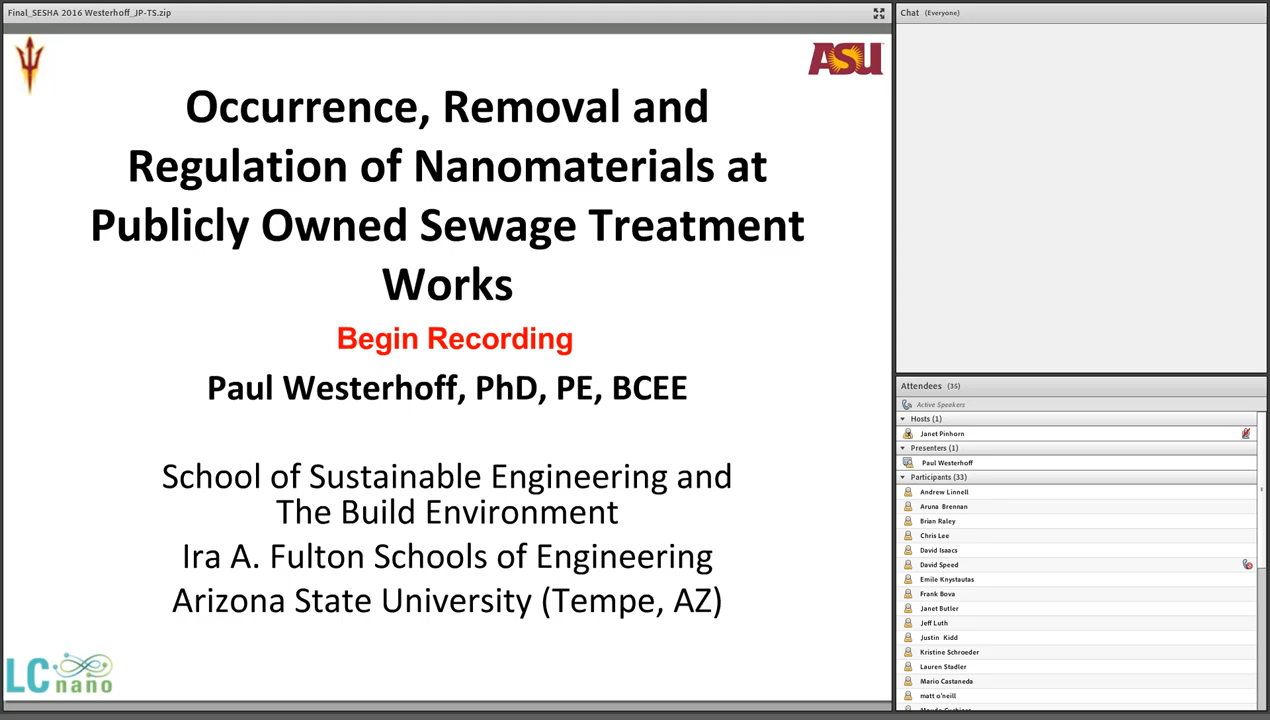 Final_SESHA 2016 Westerhoff_JP-TS.zip
ASU
Occurrence, Removal and
Regulation of Nanomaterials at
Publicly Owned Sewage Treatment
Works
Begin Recording
Paul Westerhoff, PhD, PE, BCEE
School of Sustainable Engineering and
The Build Environment
Ira A. Fulton Schools of Engineering
Arizona State University (Tempe, AZ)
LCnano
Chat (Everyone)
Attendees (35)
Active Speakers
Hosts (1)
Janet Pinhorn
Presenters (1)
Paul Westerhoff
Participants (33)
Andrew Linnell
Aruna Brennan
Brian Raley
Chris Lee
David Isaacs
David Speed
Emile Knystautas
Frank Bova
Janet Butler
Jeff Luth
Justin Kidd
Kristine Schroeder
Lauren Stadler
Mario Castaneda
matt o'neill